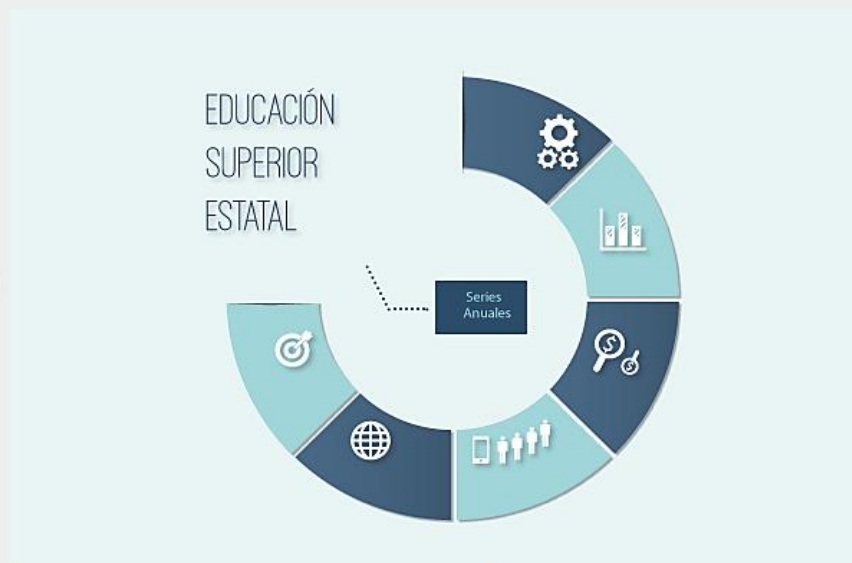 EDUCACIÓN
SUPERIOR
ESTATAL
Series
Anuales
$
$